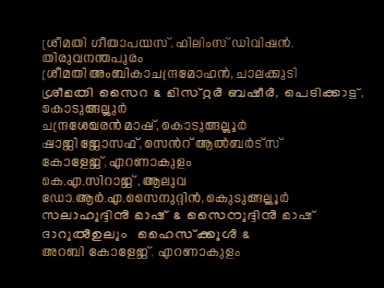 ശ്രീമതി ഗീതാപയസ്, ഫിലിംസ് ഡിവിഷൻ.
തിരുവനന്തപുരം
ശ്രീമതി അംബികാചന്ദ്രമോഹൻ, ചാലക്കുടി
ശ്രീമതി സൈറ & മിസ്റ്റർ ബഷീർ, പെടിക്കാട്ട്,
കൊടുങ്ങല്ലൂർ
ചന്ദ്രശേഖരൻ മാഷ്, കൊടുങ്ങല്ലൂർ
ഷാജി ജോസഫ്, സെൻറ് ആൽബർട്സ്
കോളേജ്, എറണാകുളം
കെ.എ.സിറാജ്, ആലുവ
ഡോ.ആർ.എ.സൈനുദ്ദിൻ, കൊടുങ്ങല്ലൂർ
സലാഹുദ്ദിൻ മാഷ് & സൈനുദ്ദിൻ മാഷ്
ദാറൂൽഉലൂം ഹൈസ്ക്കൂൾ &
അറബി കോളേജ്. എറണാകുളം